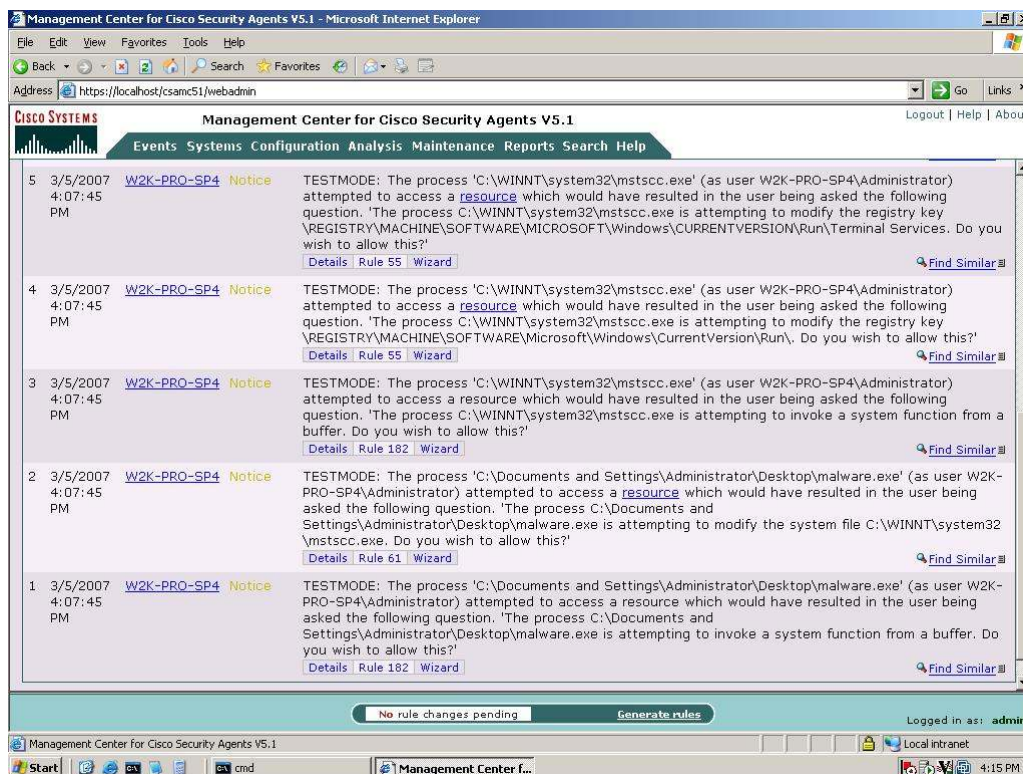 Management Center for Cisco Security Agents V5.1 - Microsoft Internet Explorer
File Edit View Favorites Tools Help
Back Search Favorites
Address https://localhost/csamc51/webadmin Go Links
CISCO SYSTEMS
Management Center for Cisco Security Agents V5.1
Logout | Help | Abou
Events Systems Configuration Analysis Maintenance Reports Search Help
5 3/5/2007 W2K-PRO-SP4 Notice TESTMODE: The process 'C:\WINNT\system32\mstscc.exe' (as user W2K-PRO-SP4\Administrator)
4:07:45 attempted to access a resource which would have resulted in the user being asked the following
PM question. 'The process C:\WINNT\system32\mstscc.exe is attempting to modify the registry key
\REGISTRY\MACHINE\SOFTWARE\MICROSOFT\Windows\CURRENTVERSION\Run\Terminal Services. Do you
wish to allow this?'
Details Rule 55 Wizard Find Similar
4 3/5/2007 W2K-PRO-SP4 Notice TESTMODE: The process 'C:\WINNT\system32\mstscc.exe' (as user W2K-PRO-SP4\Administrator)
4:07:45 attempted to access a resource which would have resulted in the user being asked the following
PM question. 'The process C:\WINNT\system32\mstscc.exe is attempting to modify the registry key
\REGISTRY\MACHINE\SOFTWARE\Microsoft\Windows\CurrentVersion\Run\. Do you wish to allow this?'
Details Rule 55 Wizard Find Similar
3 3/5/2007 W2K-PRO-SP4 Notice TESTMODE: The process 'C:\WINNT\system32\mstscc.exe' (as user W2K-PRO-SP4\Administrator)
4:07:45 attempted to access a resource which would have resulted in the user being asked the following
PM question. 'The process C:\WINNT\system32\mstscc.exe is attempting to invoke a system function from a
buffer. Do you wish to allow this?'
Details Rule 182 Wizard Find Similar
2 3/5/2007 W2K-PRO-SP4 Notice TESTMODE: The process 'C:\Documents and Settings\Administrator\Desktop\malware.exe' (as user W2K-
4:07:45 PRO-SP4\Administrator) attempted to access a resource which would have resulted in the user being
PM asked the following question. 'The process C:\Documents and
Settings\Administrator\Desktop\malware.exe is attempting to modify the system file C:\WINNT\system32
\mstscc.exe. Do you wish to allow this?'
Details Rule 61 Wizard Find Similar
1 3/5/2007 W2K-PRO-SP4 Notice TESTMODE: The process 'C:\Documents and Settings\Administrator\Desktop\malware.exe' (as user W2K-
4:07:45 PRO-SP4\Administrator) attempted to access a resource which would have resulted in the user being
PM asked the following question. 'The process C:\Documents and
Settings\Administrator\Desktop\malware.exe is attempting to invoke a system function from a buffer. Do
you wish to allow this?'
Details Rule 182 Wizard Find Similar
No rule changes pending Generate rules
Logged in as: admin
Management Center for Cisco Security Agents V5.1 Local intranet
Start cmd Management Center f... 4:15 PM